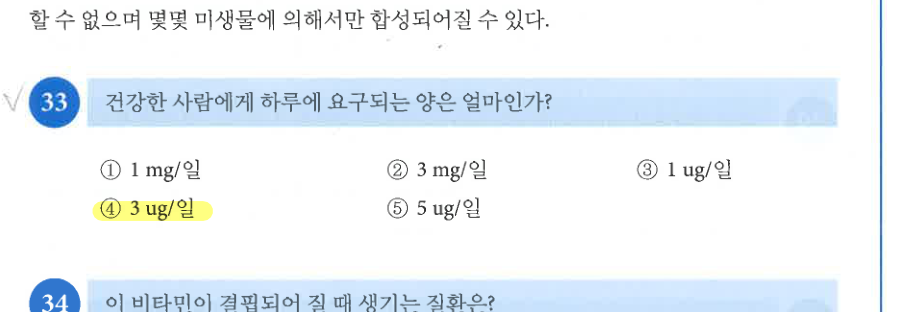 할 수 없으며 몇몇 미생물에 의해서만 합성되어질 수 있다.
33 건강한 사람에게 하루에 요구되는 양은 얼마인가?
① 1 mg/일 ② 3 mg/일 ③ 1 ug/일
④ 3 ug/일 ⑤ 5 ug/일
34 이 비타민이 결핍되어 질 때 생기는 질환은?